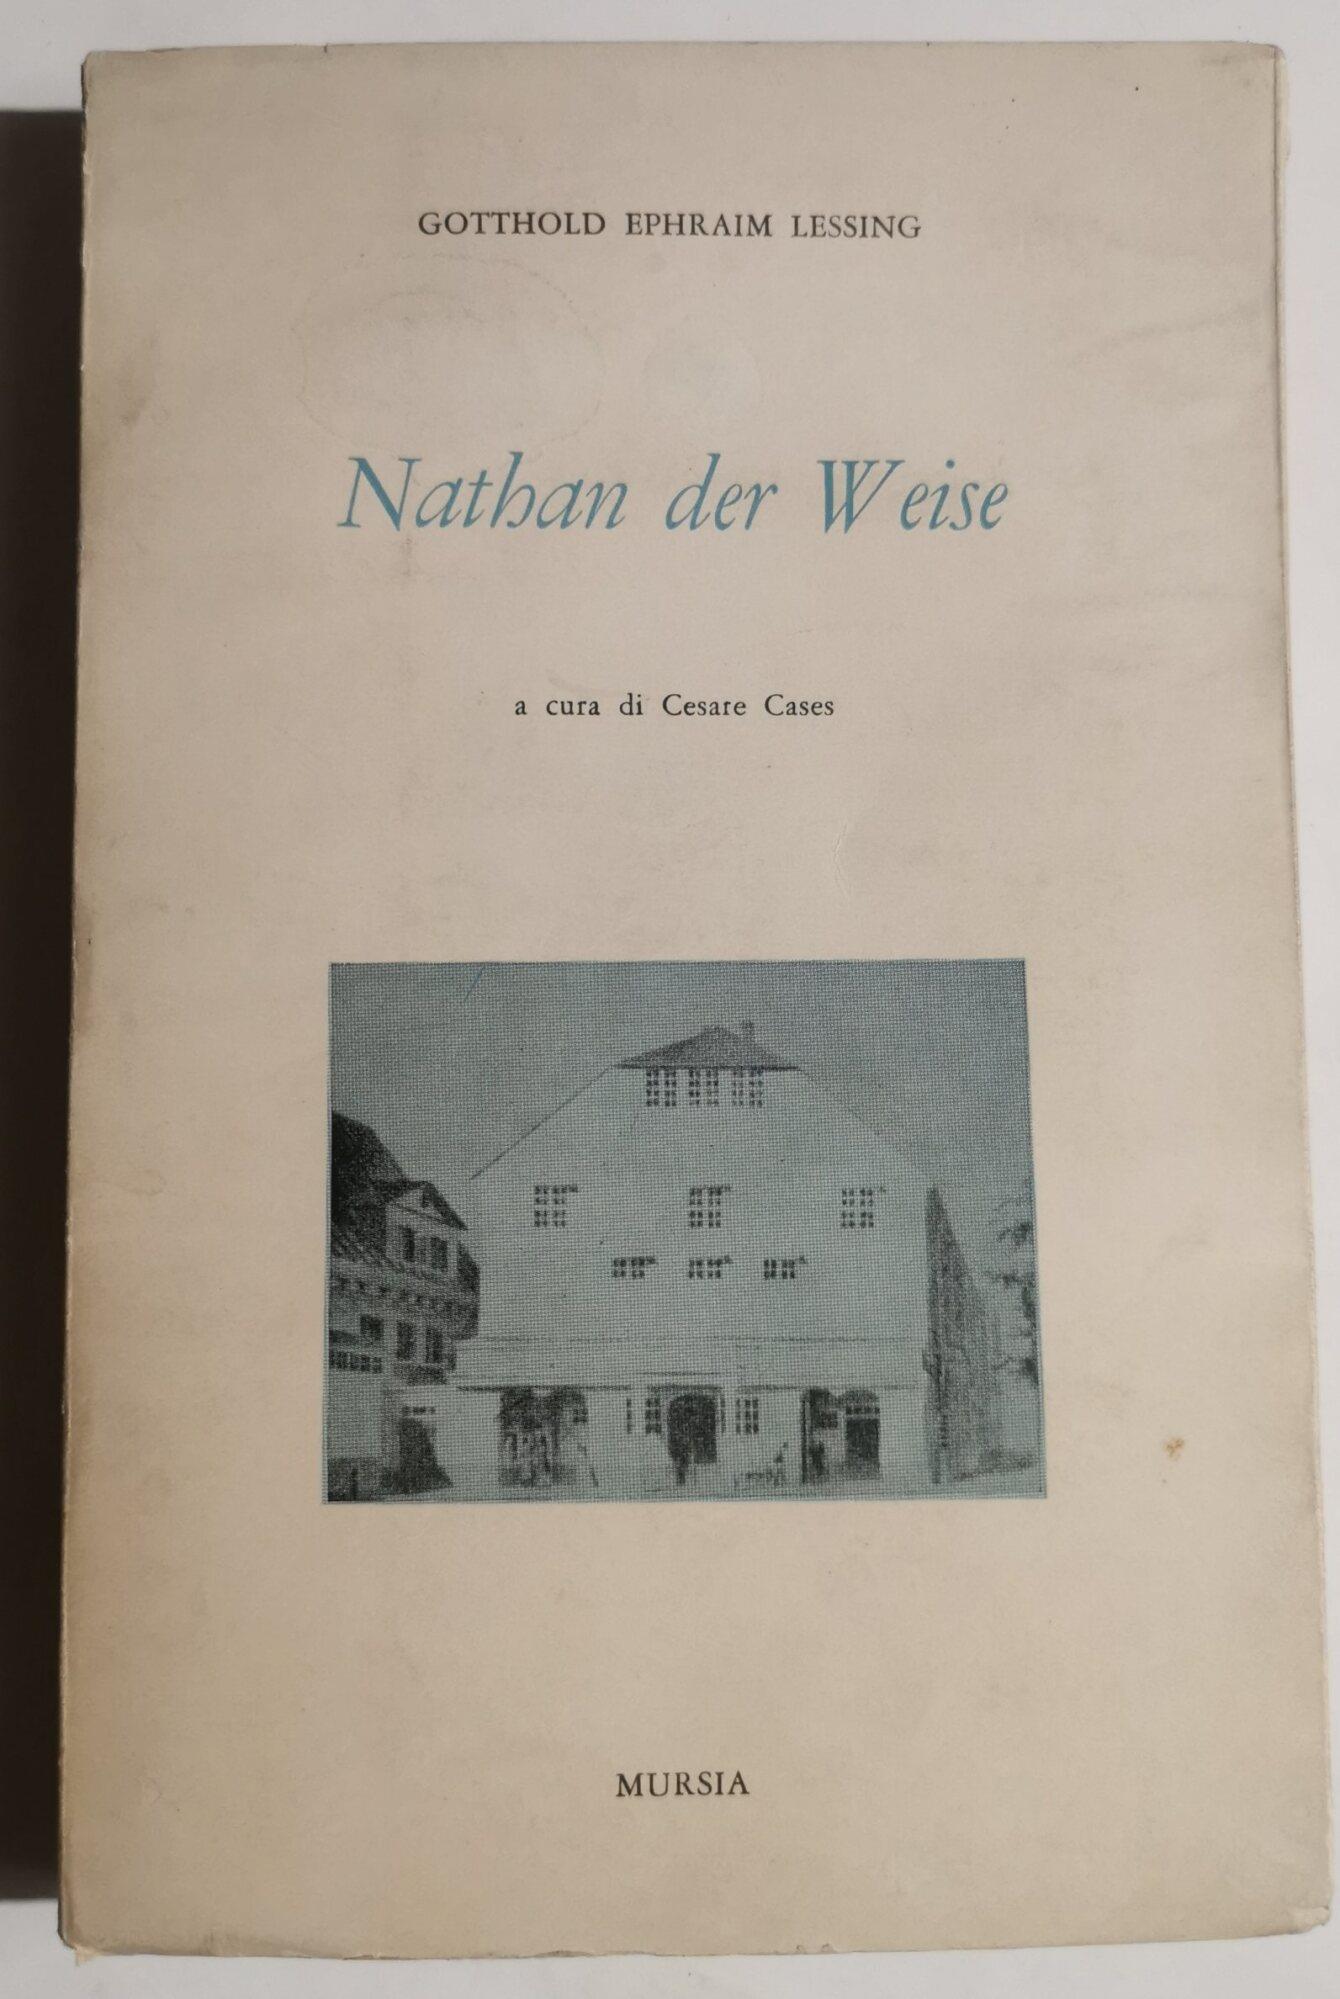 GOTTHOLD EPHRAIM LESSING
Nathan der Weise
a cura di Cesare Cases
MURSIA